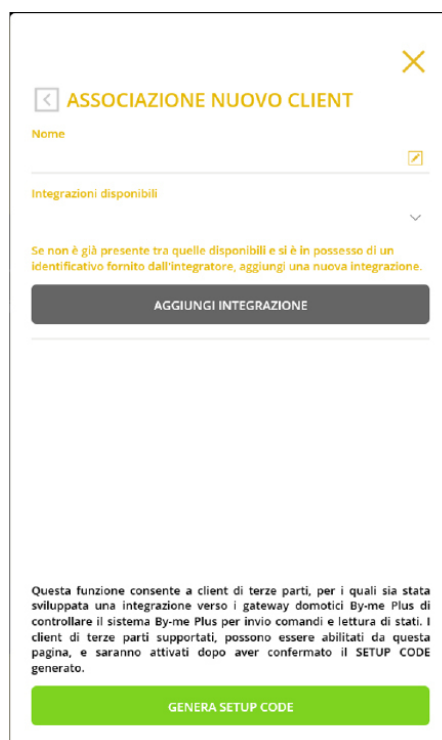 ASSOCIAZIONE NUOVO CLIENT
Nome
Integrazioni disponibili
Se non è già presente tra quelle disponibili e si è in possesso di un
identificativo fornito dall'integratore, aggiungi una nuova integrazione.
AGGIUNGI INTEGRAZIONE
Questa funzione consente a client di terze parti, per i quali sia stata
sviluppata una integrazione verso i gateway domotici By-me Plus di
controllare il sistema By-me Plus per invio comandi e lettura di stati. I
client di terze parti supportati, possono essere abilitati da questa
pagina, e saranno attivati dopo aver confermato il SETUP CODE
generato.
GENERA SETUP CODE